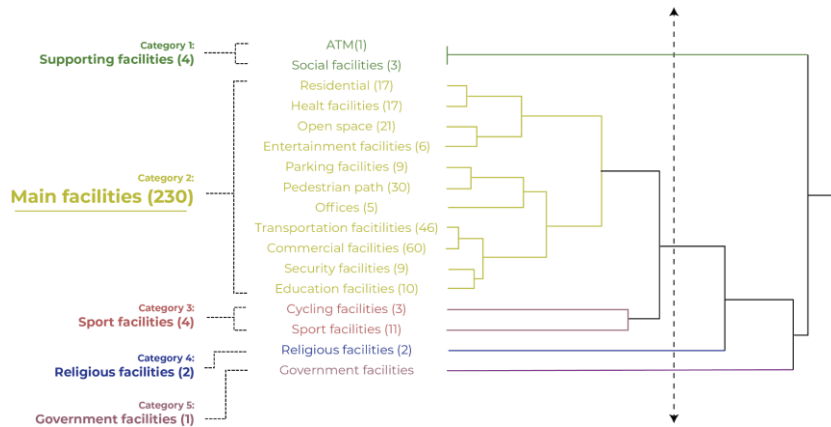 Category 1:
Supporting facilities (4)
ATM(1)
Social facilities (3)
Category 2:
Main facilities (230)
Residential (17)
Healt facilities (17)
Open space (21)
Entertainment facilities (6)
Parking facilities (9)
Pedestrian path (30)
Offices (5)
Transportation facitilities (46)
Commercial facilities (60)
Security facilities (9)
Education facilities (10)
Category 3:
Sport facilities (4)
Cycling facilities (3)
Sport facilities (11)
Category 4:
Religious facilities (2)
Religious facilities (2)
Government facilities
Category 5:
Government facilities (1)